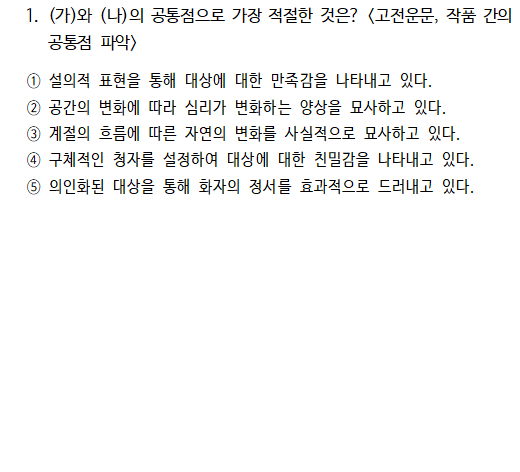 1. (가)와 (나)의 공통점으로 가장 적절한 것은? <고전운문, 작품 간의
공통점 파악>
① 설의적 표현을 통해 대상에 대한 만족감을 나타내고 있다.
② 공간의 변화에 따라 심리가 변화하는 양상을 묘사하고 있다.
③ 계절의 흐름에 따른 자연의 변화를 사실적으로 묘사하고 있다.
④ 구체적인 청자를 설정하여 대상에 대한 친밀감을 나타내고 있다.
⑤ 의인화된 대상을 통해 화자의 정서를 효과적으로 드러내고 있다.